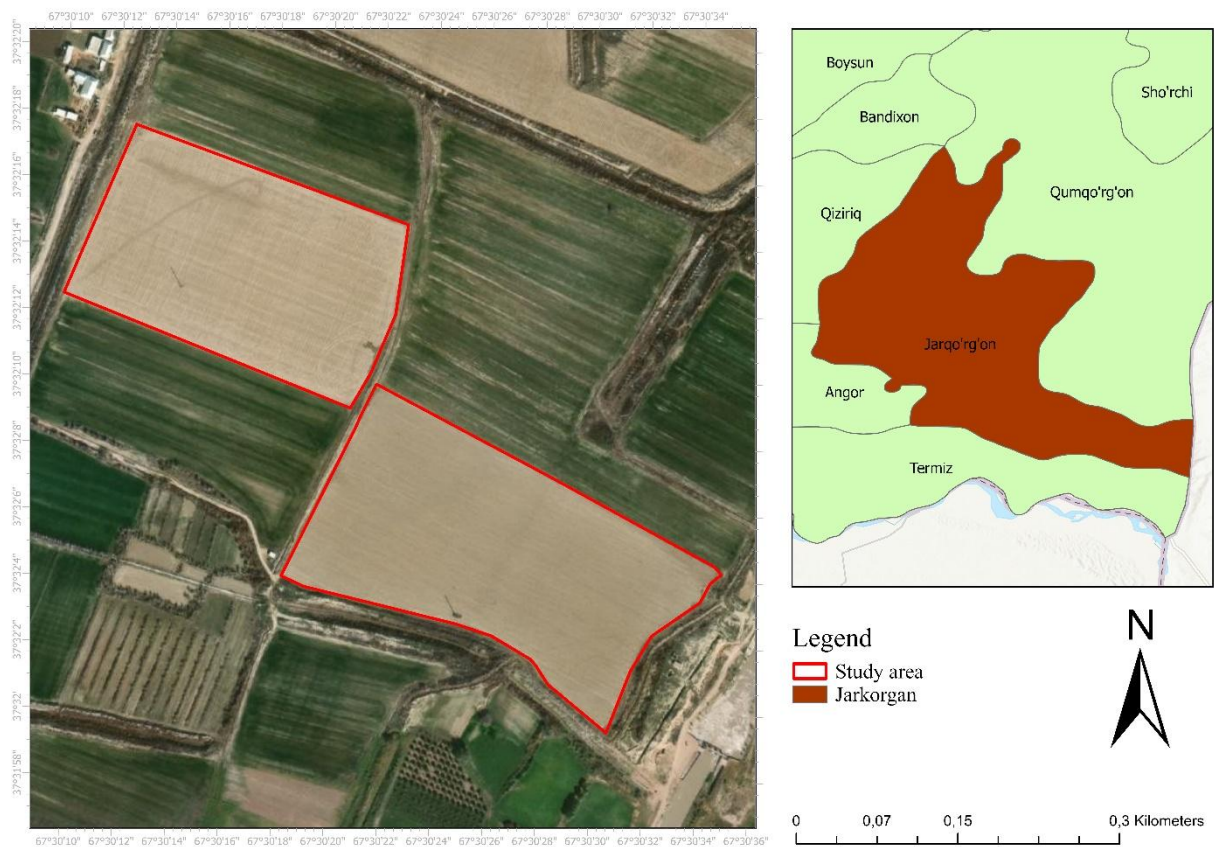 67°30'10" 67°30'12" 67°30'14" 67°30'16" 67°30'18" 67°30'20" 67°30'22" 67°30'24" 67°30'26" 67°30'28" 67°30'30" 67°30'32" 67°30'34"
37°32'20"
37°32'18"
37°32'16"
37°32'14"
37°32'12"
37°32'10"
37°32'8"
37°32'6"
37°32'4"
37°32'2"
37°32'
37°31'58"
67°30'10" 67°30'12" 67°30'14" 67°30'16" 67°30'18" 67°30'20" 67°30'22" 67°30'24" 67°30'26" 67°30'28" 67°30'30" 67°30'32" 67°30'34" 67°30'36"
Boysun
Sho'rchi
Bandixon
Qumqo'rg'on
Qiziriq
Jarqo'rg'on
Angor
Termiz
Legend
Study area
Jarkorgan
N
0 0,07 0,15 0,3 Kilometers